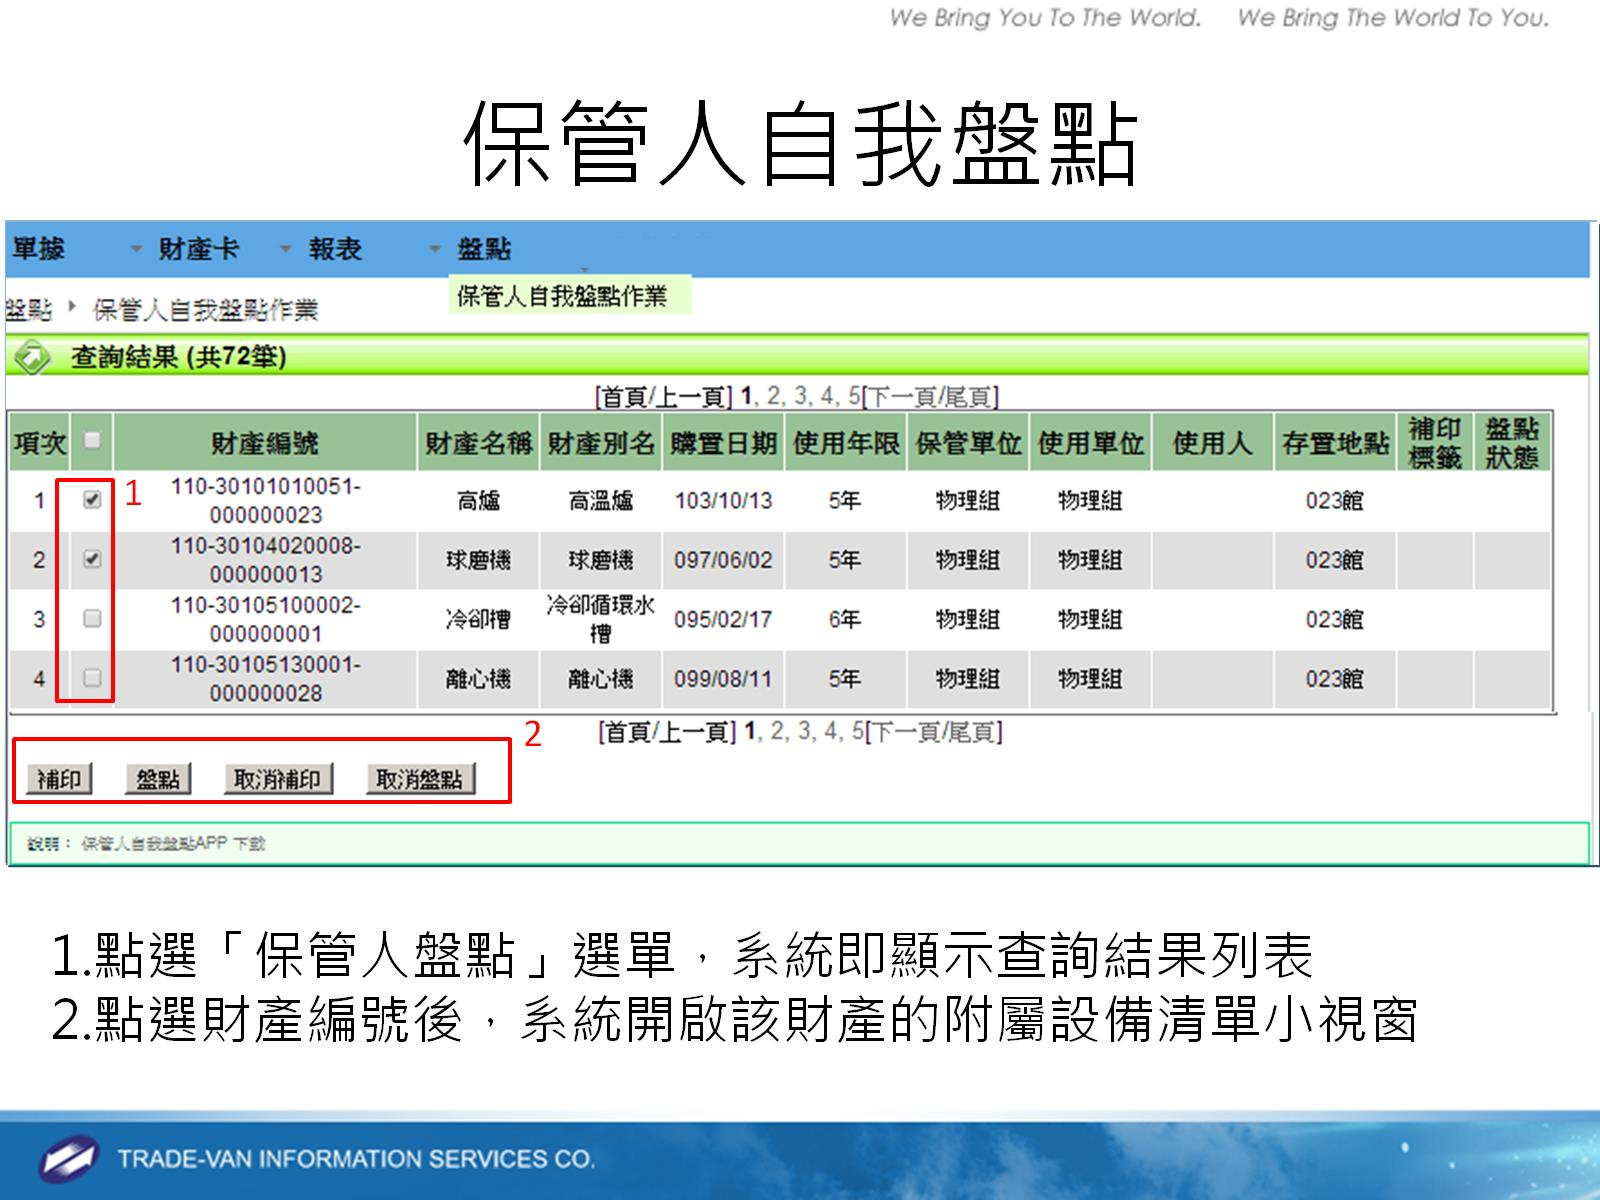 We Bring You To The World. We Bring The World To You.
保管人自我盤點
單據 財產卡 報表 盤點
保管人自我盤點作業
盤點 保管人自我盤點作業
查詢結果 (共72筆)
[首頁/上一頁] 1, 2, 3, 4, 5[下一頁/尾頁]
項次 財產編號 財產名稱 財產別名 購置日期 使用年限 保管單位 使用單位 使用人 存置地點 補印標籤 盤點狀態
1 110-30101010051-000000023 高爐 高溫爐 103/10/13 5年 物理組 物理組 023館
1
2 110-30104020008-000000013 球磨機 球磨機 097/06/02 5年 物理組 物理組 023館
3 110-30105100002-000000001 冷卻槽 冷卻循環水槽 095/02/17 6年 物理組 物理組 023館
4 110-30105130001-000000028 離心機 離心機 099/08/11 5年 物理組 物理組 023館
[首頁/上一頁] 1, 2, 3, 4, 5[下一頁/尾頁]
2
補印 盤點 取消補印 取消盤點
說明： 保管人自我盤點APP 下載
1.點選「保管人盤點」選單，系統即顯示查詢結果列表
2.點選財產編號後，系統開啟該財產的附屬設備清單小視窗
TRADE-VAN INFORMATION SERVICES CO.